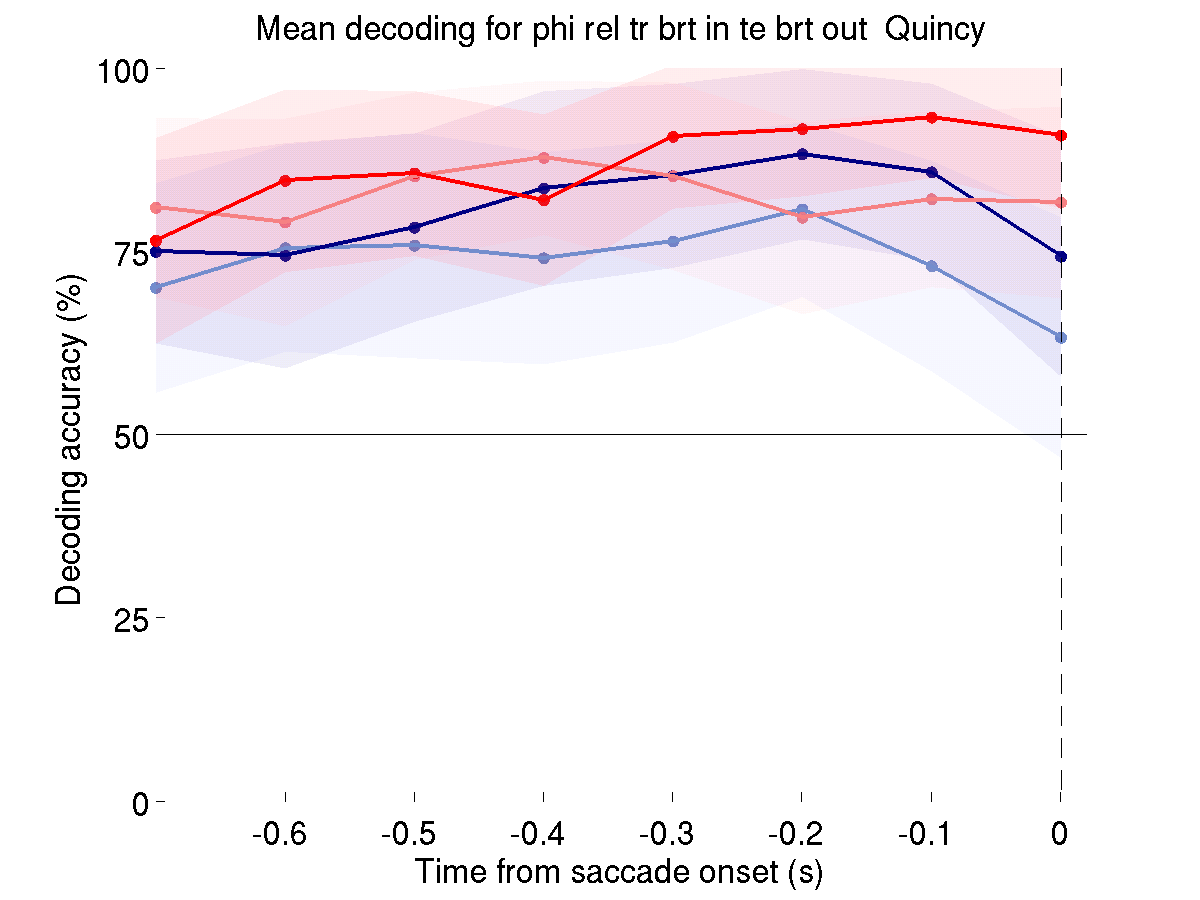 Mean decoding for phi rel tr brt in te brt out  Quincy
100
75
50
25
0
Decoding accuracy (%)
-0.6 -0.5 -0.4 -0.3 -0.2 -0.1 0
Time from saccade onset (s)